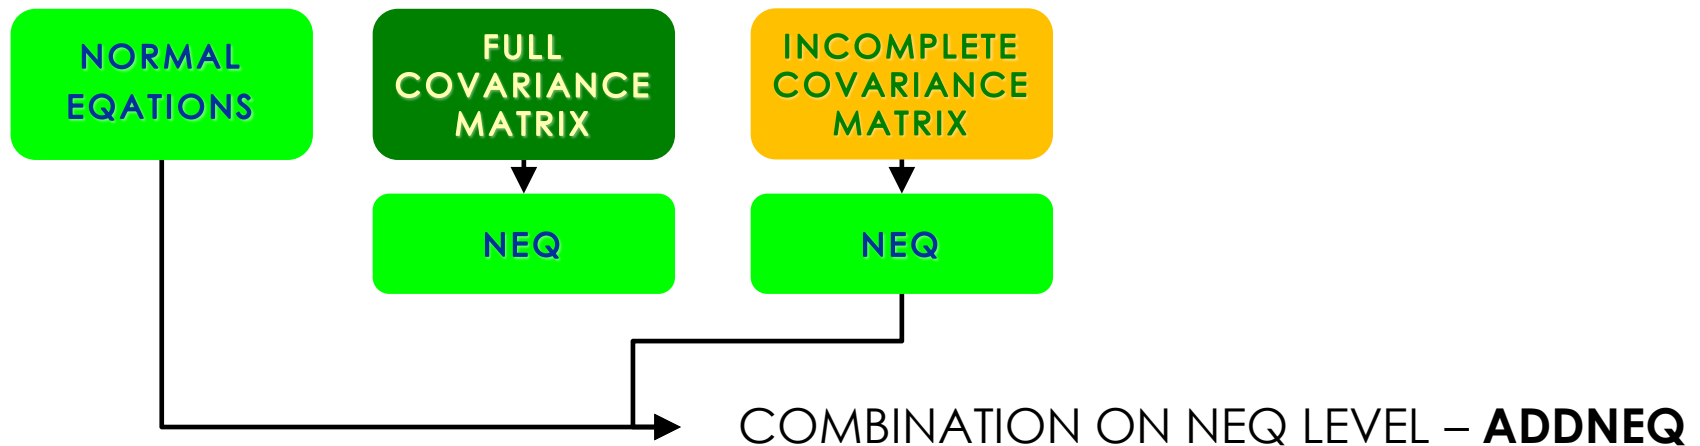 NORMAL
EQATIONS
FULL
COVARIANCE
MATRIX
INCOMPLETE
COVARIANCE
MATRIX
NEQ
NEQ
COMBINATION ON NEQ LEVEL – ADDNEQ